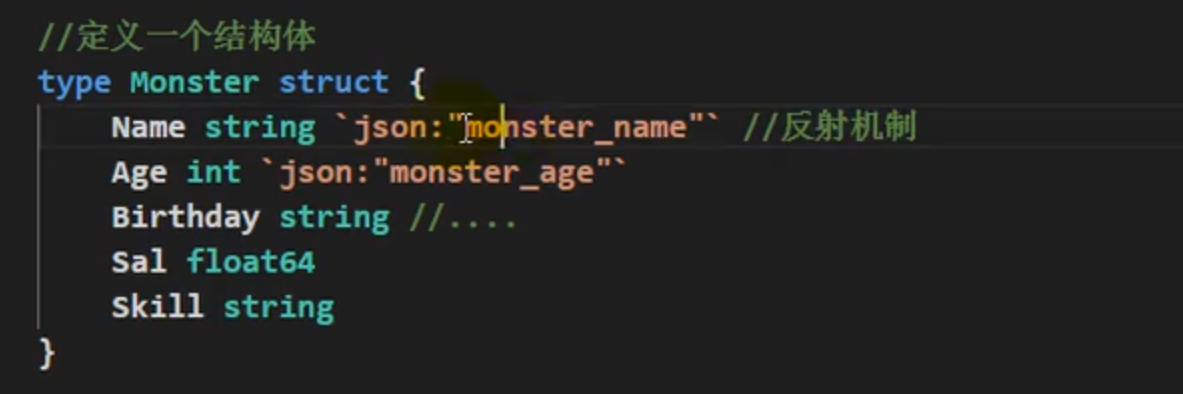 //定义一个结构体
type Monster struct {
Name string `json:"monster_name"` //反射机制
Age int `json:"monster_age"`
Birthday string //....
Sal float64
Skill string
}